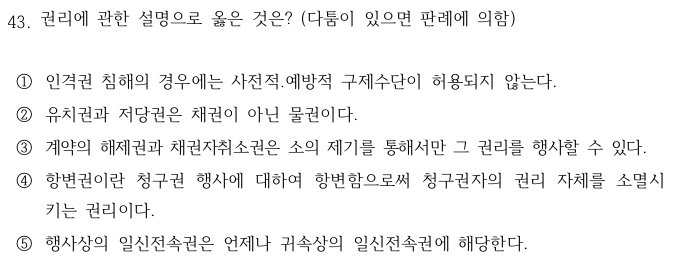 43. 권리에 관한 설명으로 옳은 것은? (다툼이 있으면 판례에 의함)
① 인격권 침해의 경우에는 사전적.예방적 구제수단이 허용되지 않는다.
② 유치권과 저당권은 채권이 아닌 물권이다.
③ 계약의 해제권과 채권자취소권은 소의 제기를 통해서만 그 권리를 행사할 수 있다.
④ 항변권이란 청구권 행사에 대하여 항변함으로써 청구권자의 권리 자체를 소멸시
키는 권리이다.
⑤ 행사상의 일신전속권은 언제나 귀속상의 일신전속권에 해당한다.